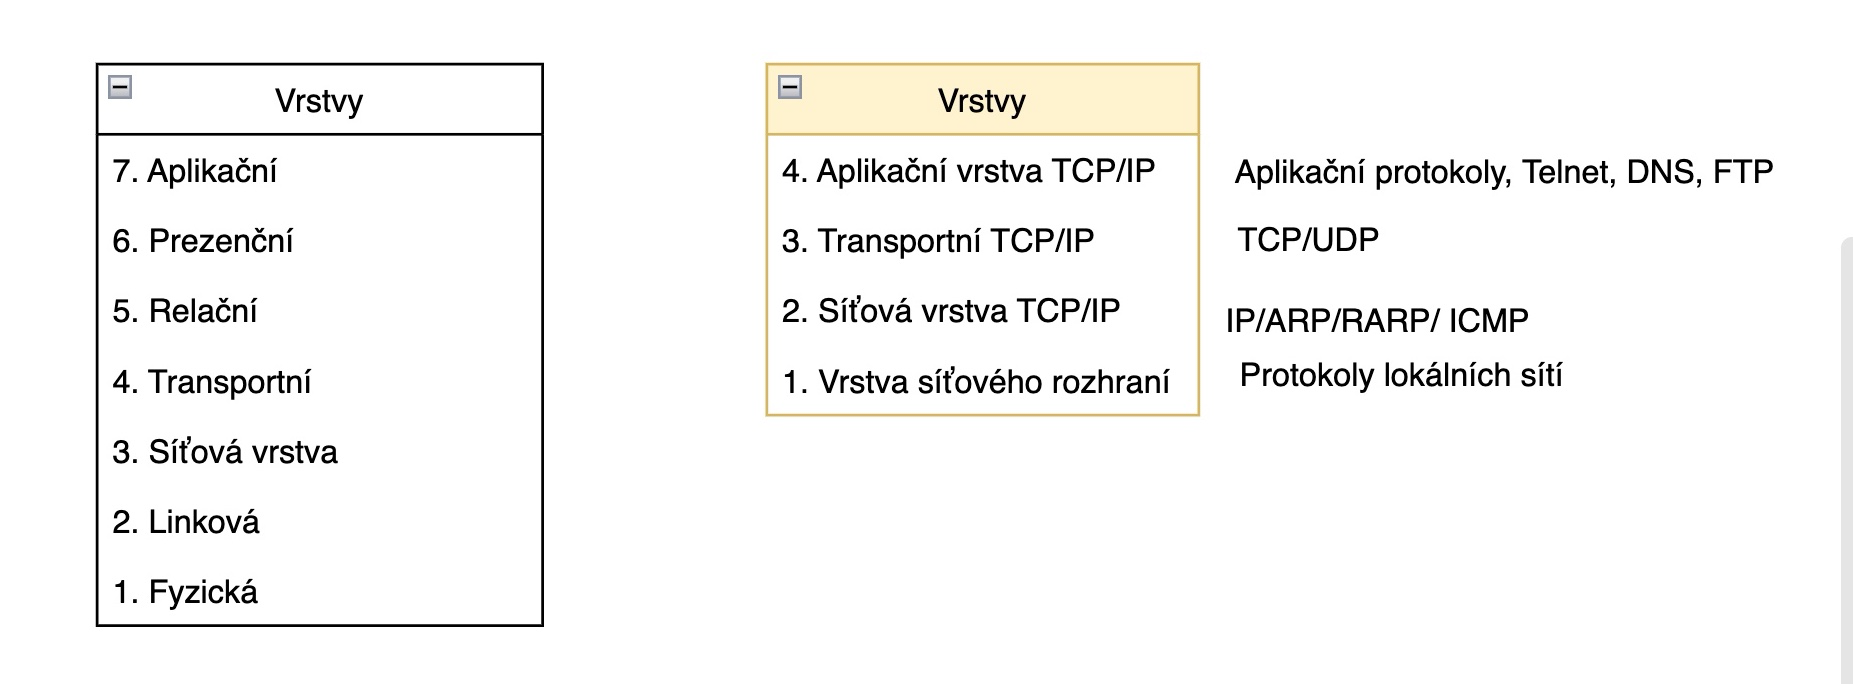 Vrstvy
7. Aplikační
6. Prezenční
5. Relační
4. Transportní
3. Síťová vrstva
2. Linková
1. Fyzická
Vrstvy
4. Aplikační vrstva TCP/IP
Aplikační protokoly, Telnet, DNS, FTP
3. Transportní TCP/IP
TCP/UDP
2. Síťová vrstva TCP/IP
IP/ARP/RARP/ ICMP
1. Vrstva síťového rozhraní
Protokoly lokálních sítí